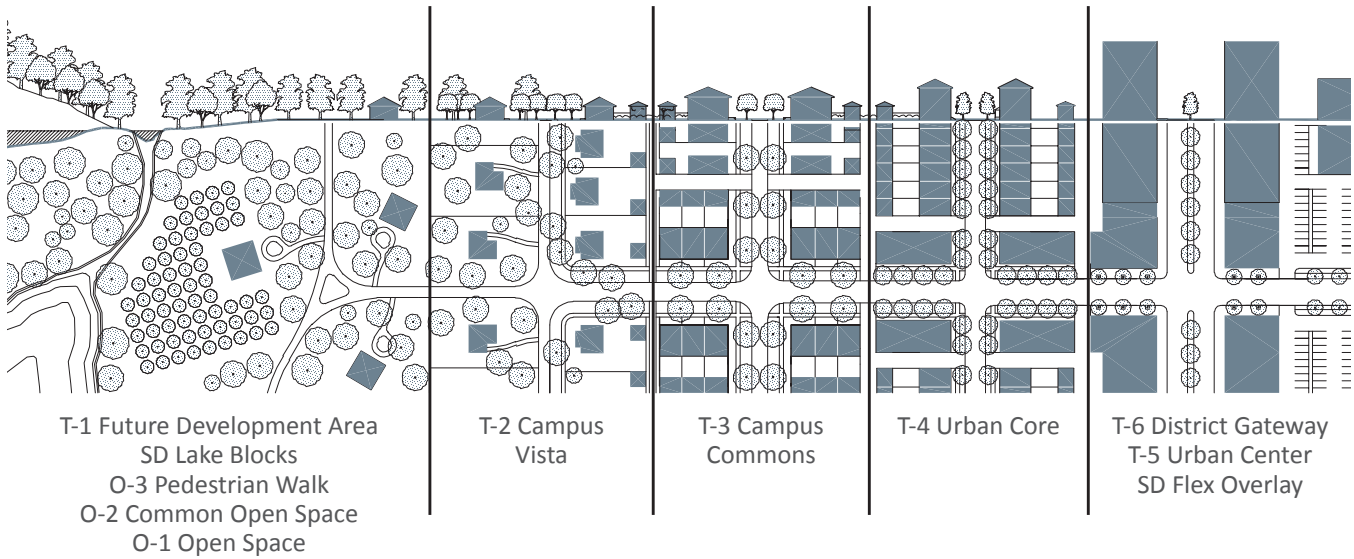 T-1 Future Development Area
SD Lake Blocks
O-3 Pedestrian Walk
O-2 Common Open Space
O-1 Open Space
T-2 Campus
Vista
T-3 Campus
Commons
T-4 Urban Core
T-6 District Gateway
T-5 Urban Center
SD Flex Overlay